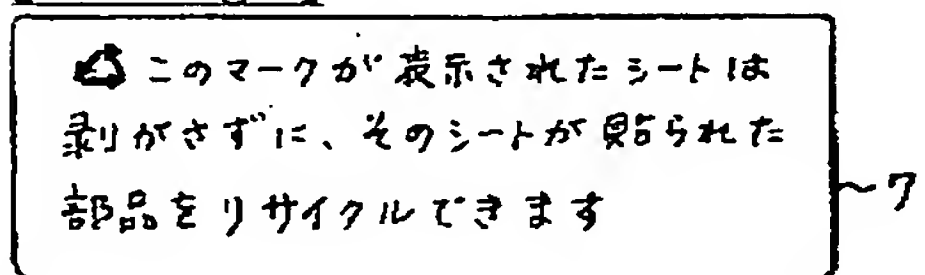 ♺このマークが表示されたシートは
剥がさずに、そのシートが貼られた
部品をリサイクルできます
7